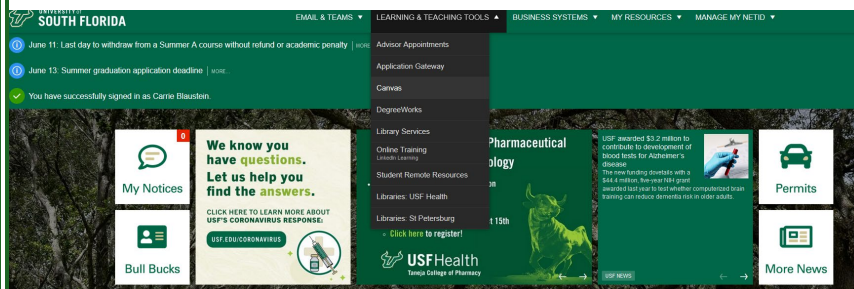 UNIVERSITY of
SOUTH FLORIDA
EMAIL & TEAMS ▼
LEARNING & TEACHING TOOLS ▲
BUSINESS SYSTEMS ▼
MY RESOURCES ▼
MANAGE MY NETID ▼
June 11: Last day to withdraw from a Summer A course without refund or academic penalty | MORE
June 13: Summer graduation application deadline | MORE...
You have successfully signed in as Carrie Blaustein.
Advisor Appointments
Application Gateway
Canvas
DegreeWorks
Library Services
Online Training
LinkedIn Learning
Student Remote Resources
Libraries: USF Health
Libraries: St Petersburg
0
My Notices
Bull Bucks
We know you
have questions.
Let us help you
find the answers.
CLICK HERE TO LEARN MORE ABOUT
USF'S CORONAVIRUS RESPONSE:
USF.EDU/CORONAVIRUS
Pharmaceutical
ology
on
t 15th
Click here to register!
USFHealth
Taneja College of Pharmacy
← →
USF awarded $3.2 million to
contribute to development of
blood tests for Alzheimer's
disease
The new funding dovetails with a
$44.4 million, five-year NIH grant
awarded last year to test whether computerized brain
training can reduce dementia risk in older adults.
USF NEWS
← →
Permits
More News